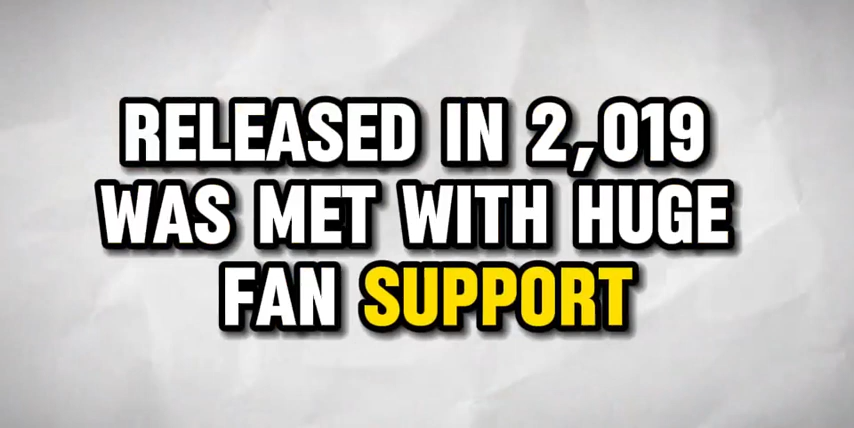 RELEASED IN 2,019
WAS MET WITH HUGE
FAN SUPPORT